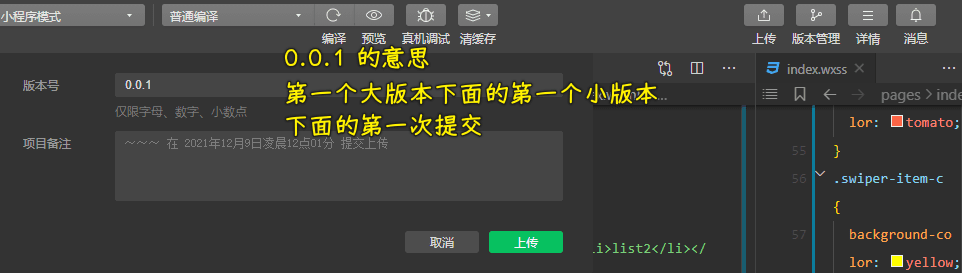 小程序模式
普通编译
编译
预览
真机调试
清缓存
上传
版本管理
详情
消息
版本号
0.0.1
仅限字母、数字、小数点
项目备注
~~~ 在 2021年12月9日凌晨12点01分 提交上传
取消
上传
0.0.1 的意思
第一个大版本下面的第一个小版本
下面的第一次提交
li>list2</li></
index.wxss
pages › inde
lor: tomato;
55 }
56 .swiper-item-c
{
57 background-co
lor: yellow;